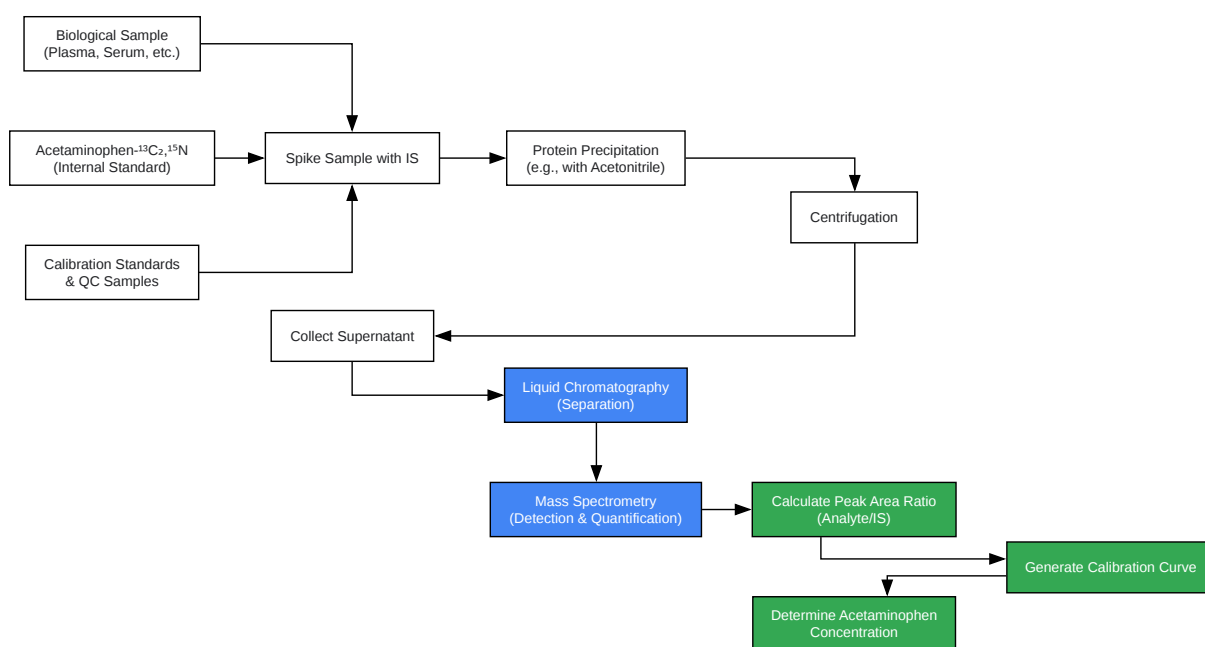 Biological Sample
(Plasma, Serum, etc.)
Acetaminophen-¹³C₂,¹⁵N
(Internal Standard)
Spike Sample with IS
Protein Precipitation
(e.g., with Acetonitrile)
Centrifugation
Calibration Standards
& QC Samples
Collect Supernatant
Liquid Chromatography
(Separation)
Mass Spectrometry
(Detection & Quantification)
Calculate Peak Area Ratio
(Analyte/IS)
Generate Calibration Curve
Determine Acetaminophen
Concentration